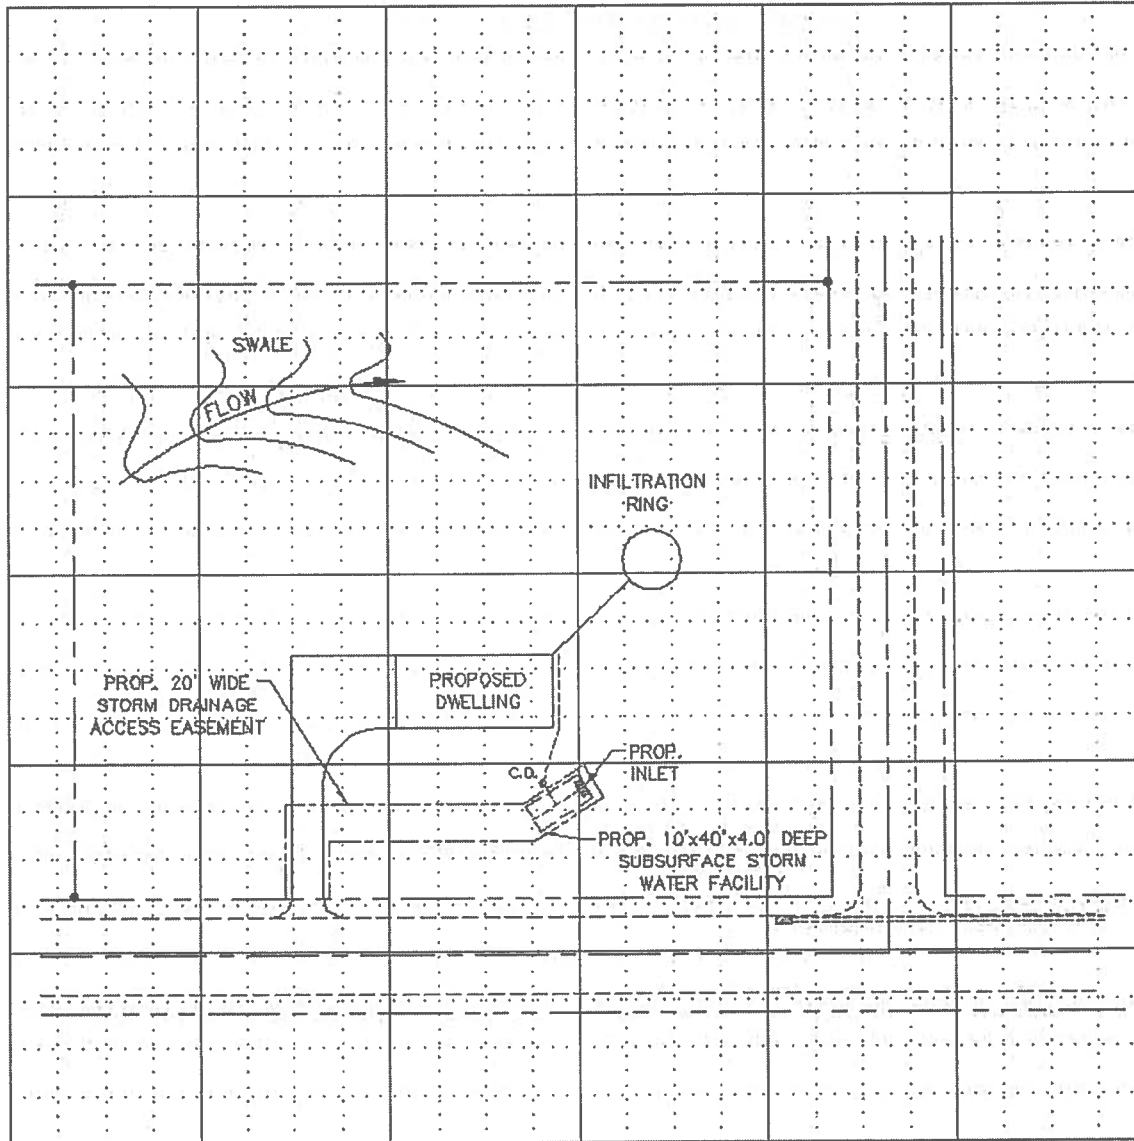 SWALE
FLOW
INFILTRATION
RING
PROP. 20' WIDE
STORM DRAINAGE
ACCESS EASEMENT
PROPOSED
DWELLING
C.O.
PROP.
INLET
PROP. 10'x40'x4.0' DEEP
SUBSURFACE STORM
WATER FACILITY